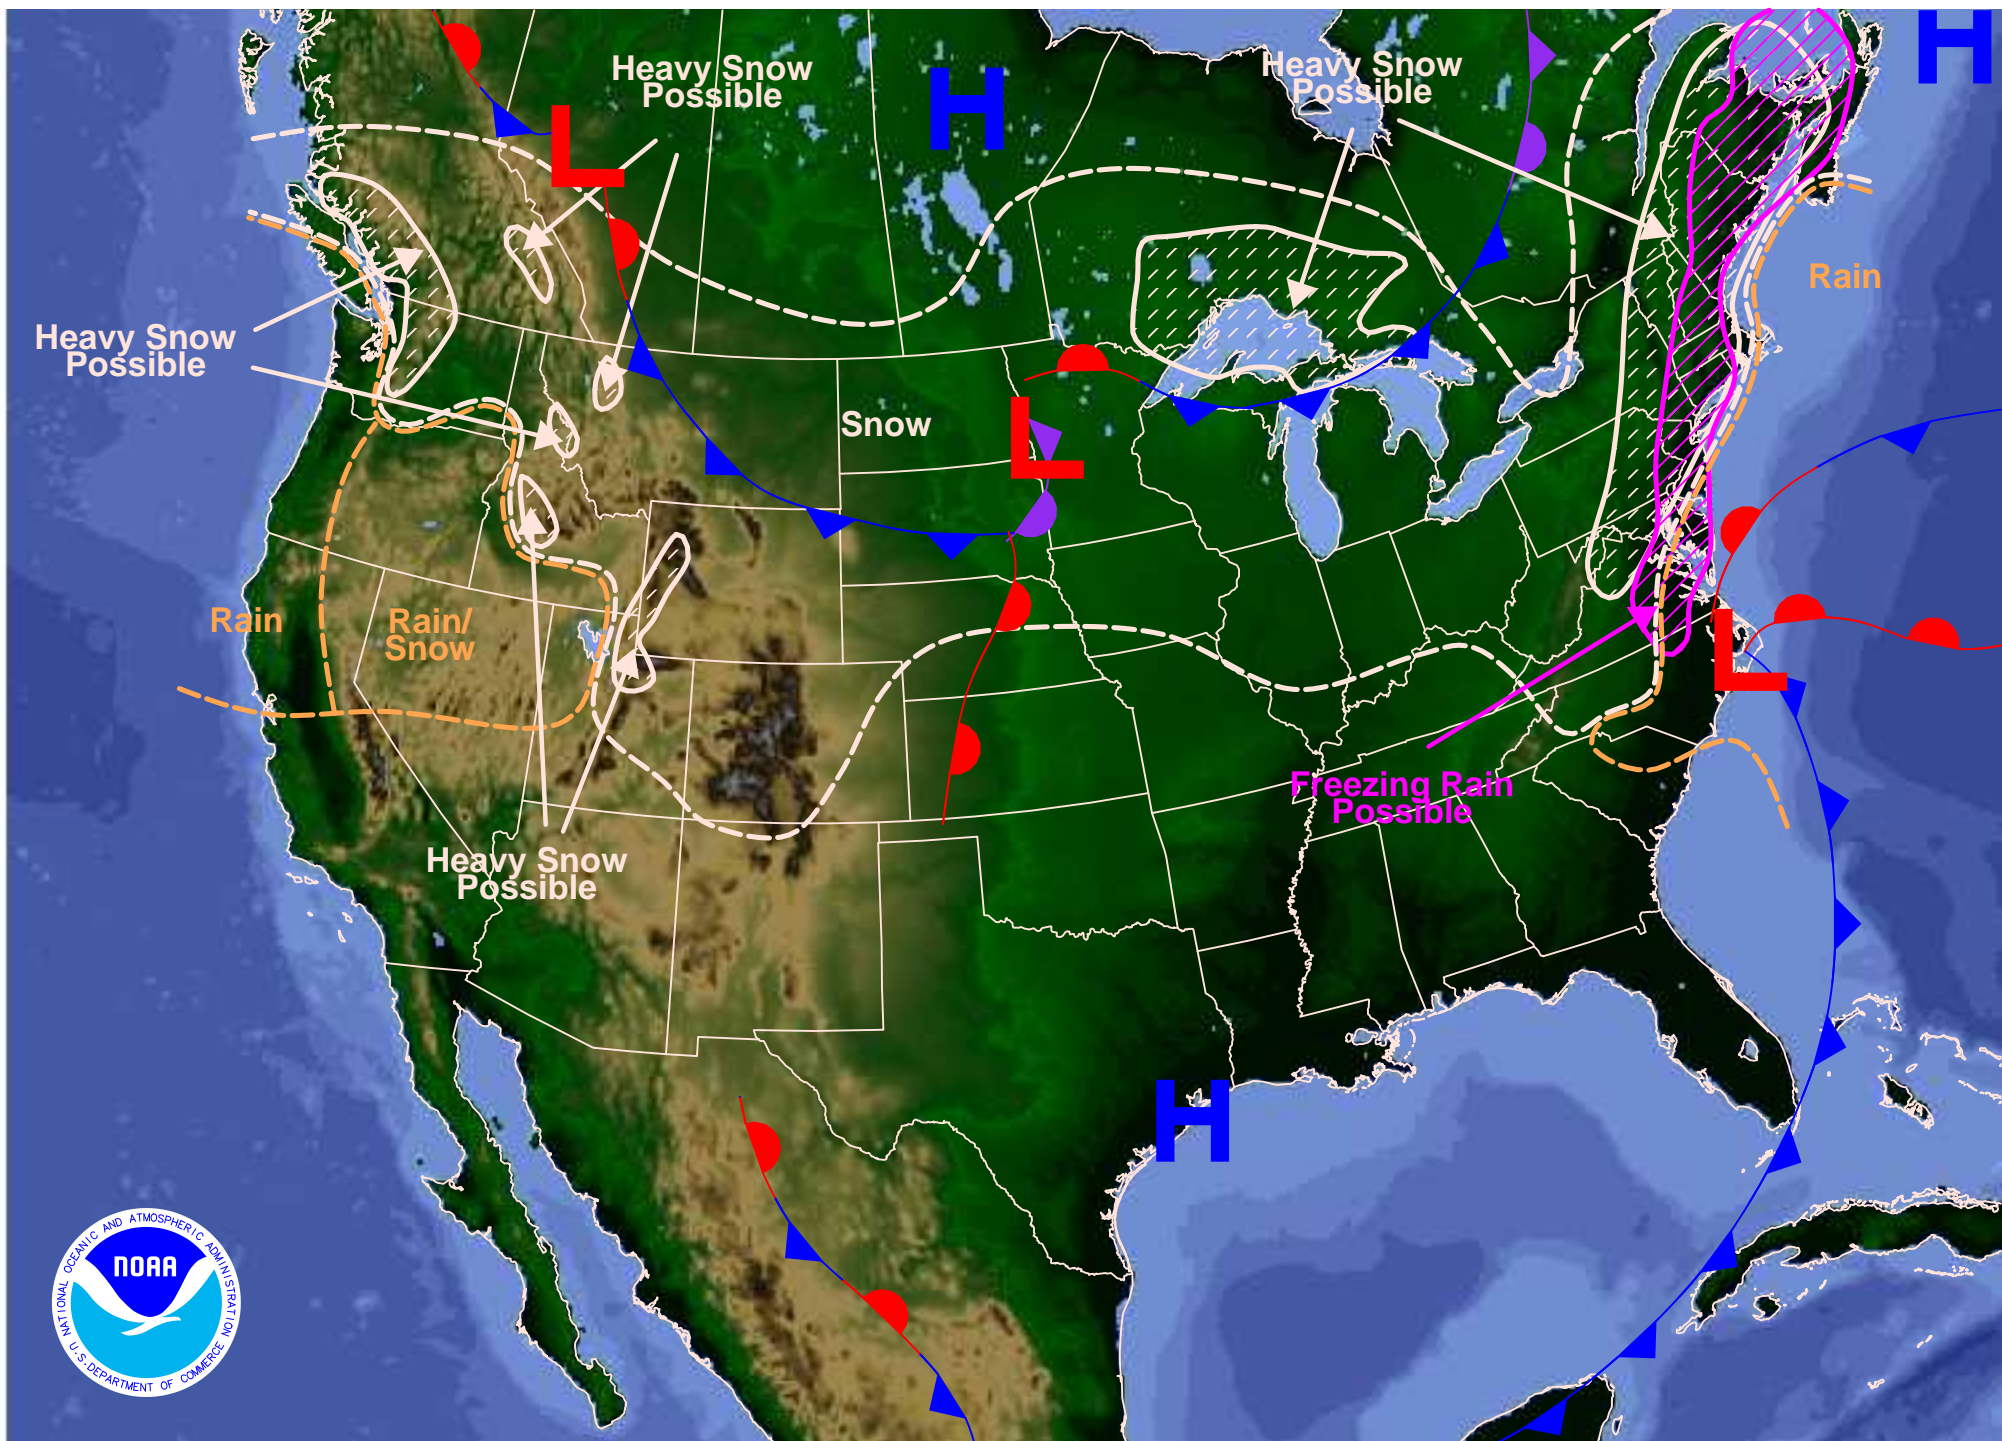 H
Heavy Snow
Possible
Heavy Snow
Possible
H
L
Rain
Heavy Snow
Possible
Snow
L
Rain
Rain/
Snow
L
Freezing Rain
Possible
Heavy Snow
Possible
H
NATIONAL OCEANIC AND ATMOSPHERIC ADMINISTRATION
NOAA
U.S. DEPARTMENT OF COMMERCE